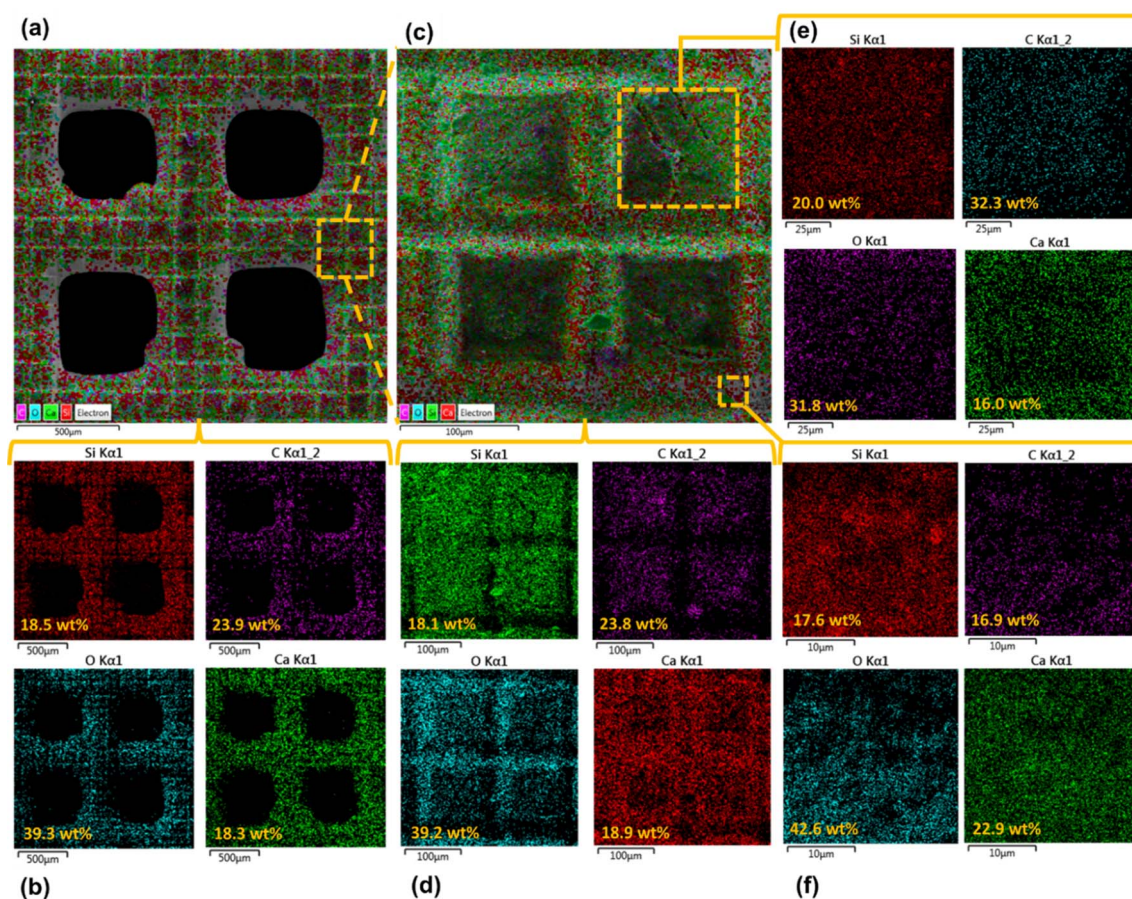 (a)
(c)
(e)
Si Kα1
C Kα1_2
20.0 wt%
32.3 wt%
25μm
25μm
O Kα1
Ca Kα1
31.8 wt%
16.0 wt%
25μm
25μm
C O Ca Si Electron
500μm
C O Si Ca Electron
100μm
Si Kα1
C Kα1_2
18.5 wt%
23.9 wt%
500μm
500μm
O Kα1
Ca Kα1
39.3 wt%
18.3 wt%
500μm
500μm
(b)
Si Kα1
C Kα1_2
18.1 wt%
23.8 wt%
100μm
100μm
O Kα1
Ca Kα1
39.2 wt%
18.9 wt%
100μm
100μm
(d)
Si Kα1
C Kα1_2
17.6 wt%
16.9 wt%
10μm
10μm
O Kα1
Ca Kα1
42.6 wt%
22.9 wt%
10μm
10μm
(f)